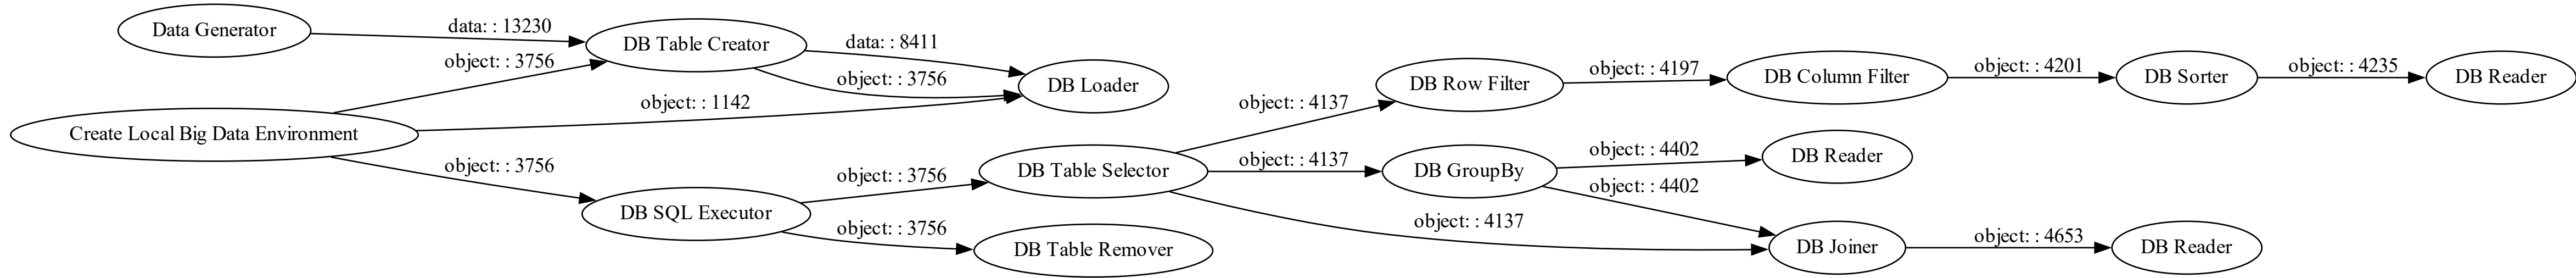 Data Generator
data: : 13230
object: : 3756
DB Table Creator
data: : 8411
object: : 3756
object: : 1142
DB Loader
Create Local Big Data Environment
object: : 3756
DB SQL Executor
object: : 3756
object: : 3756
DB Table Selector
DB Table Remover
object: : 4137
object: : 4137
object: : 4137
DB Row Filter
object: : 4197
DB Column Filter
object: : 4201
DB Sorter
object: : 4235
DB Reader
DB GroupBy
object: : 4402
object: : 4402
DB Reader
DB Joiner
object: : 4653
DB Reader